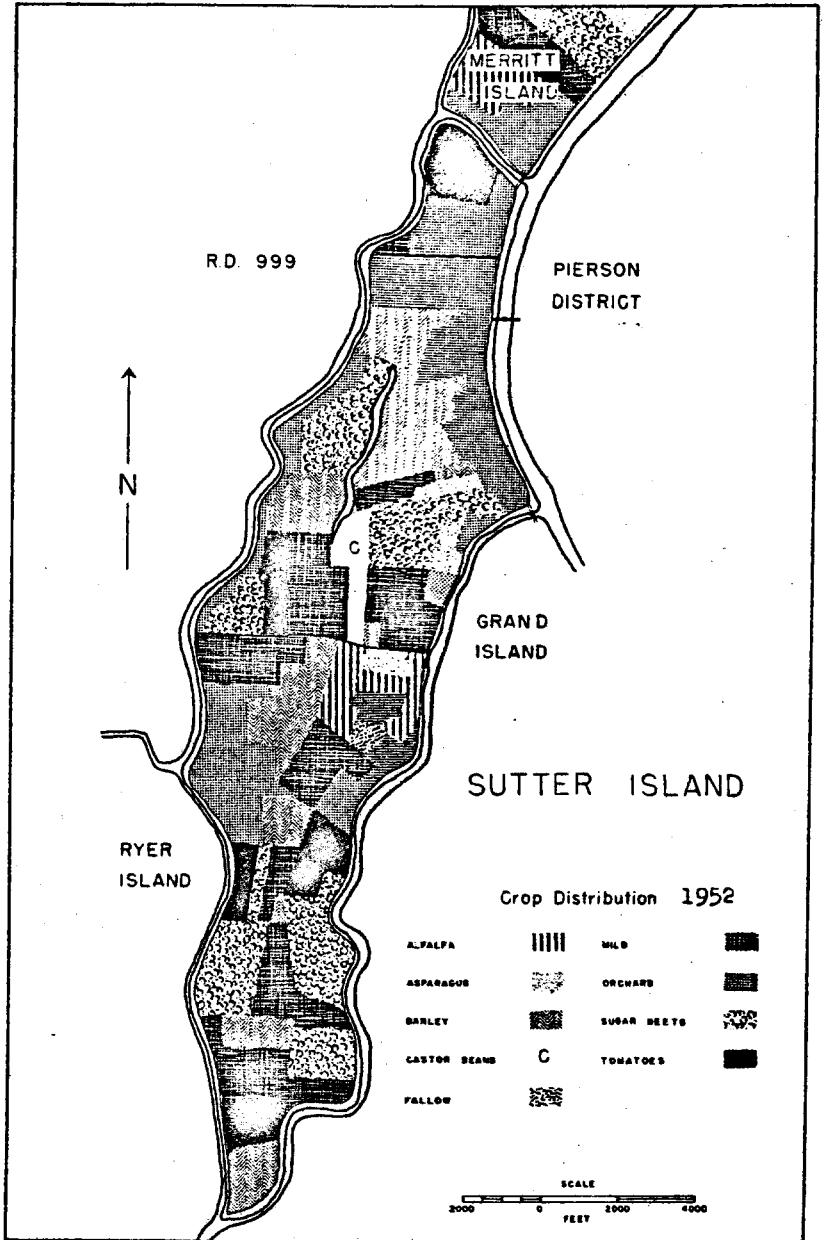 MERRITT
ISLAND
R.D. 999
PIERSON
DISTRICT
N
C
GRAND
ISLAND
SUTTER ISLAND
RYER
ISLAND
Crop Distribution 1952
ALFALFA
MILO
ASPARAGUS
ORCHARD
BARLEY
SUGAR BEETS
CASTOR BEANS C
TOMATOES
FALLOW
SCALE
2000 0 2000 4000
FEET